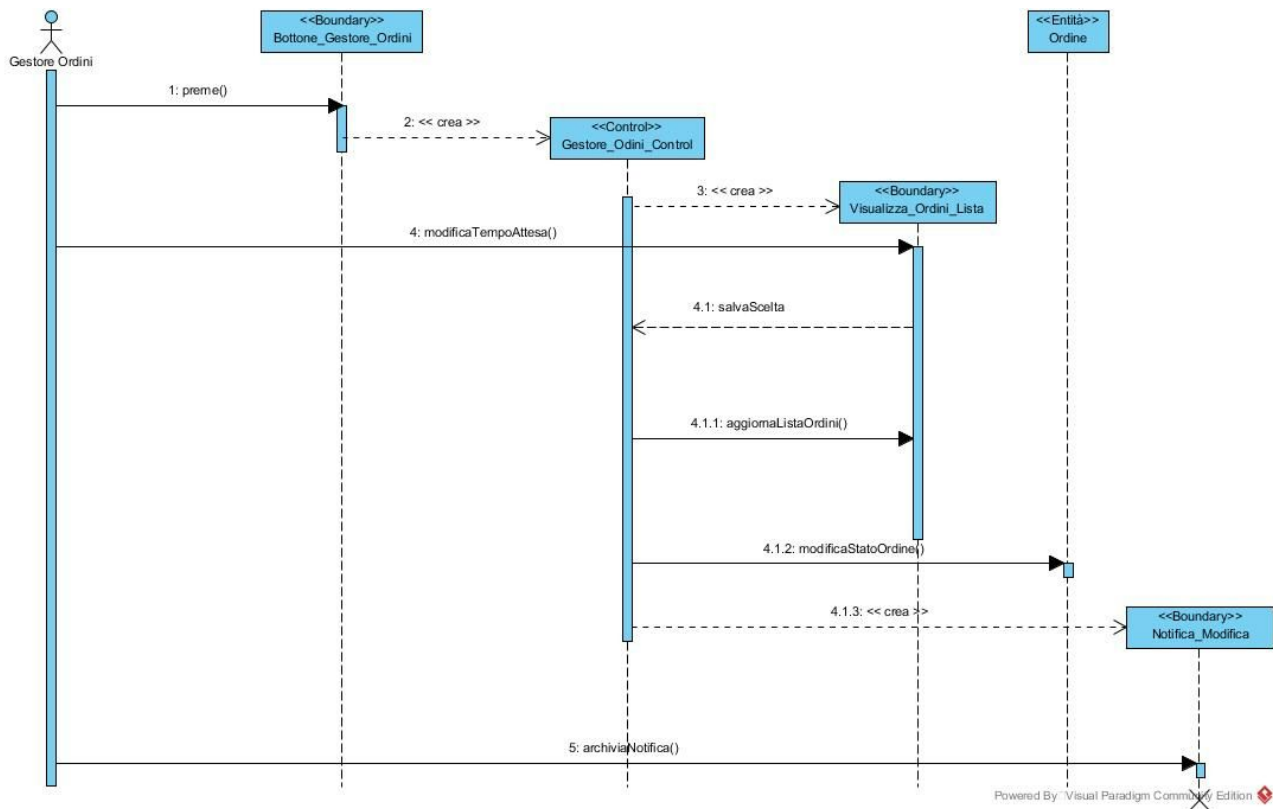 <<Boundary>>
Bottone_Gestore_Ordini
<<Entità>>
Ordine
Gestore Ordini
1: preme()
2: << crea >>
<<Control>>
Gestore_Odini_Control
3: << crea >>
<<Boundary>>
Visualizza_Ordini_Lista
4: modificaTempoAttesa()
4.1: salvaScelta
4.1.1: aggiornaListaOrdini()
4.1.2: modificaStatoOrdine()
4.1.3: << crea >>
<<Boundary>>
Notifica_Modifica
5: archiviaNotifica()
Powered By Visual Paradigm Community Edition